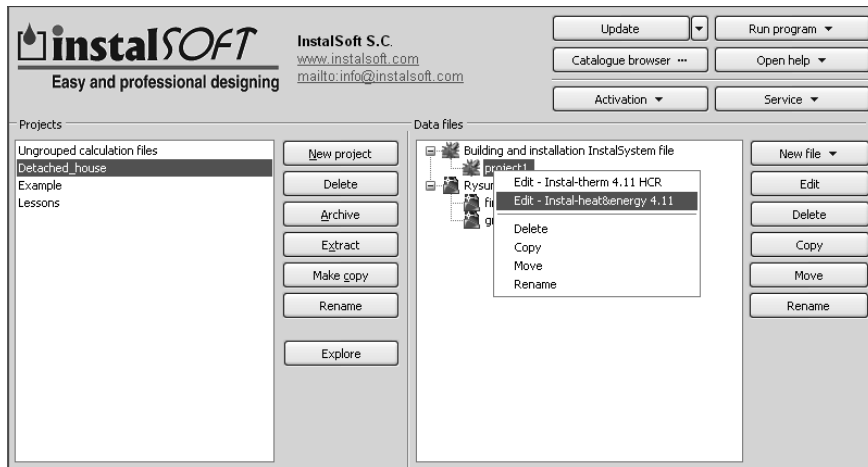 instalSOFT
Easy and professional designing
InstalSoft S.C.
www.instalsoft.com
mailto:info@instalsoft.com
Update
Run program
Catalogue browser ...
Open help
Activation
Service
Projects
Ungrouped calculation files
Detached_house
Example
Lessons
New project
Delete
Archive
Extract
Make copy
Rename
Explore
Data files
Building and installation InstalSystem file
project1
Rysun
fi
g
Edit - Instal-therm 4.11 HCR
Edit - Instal-heat&energy 4.11
Delete
Copy
Move
Rename
New file
Edit
Delete
Copy
Move
Rename